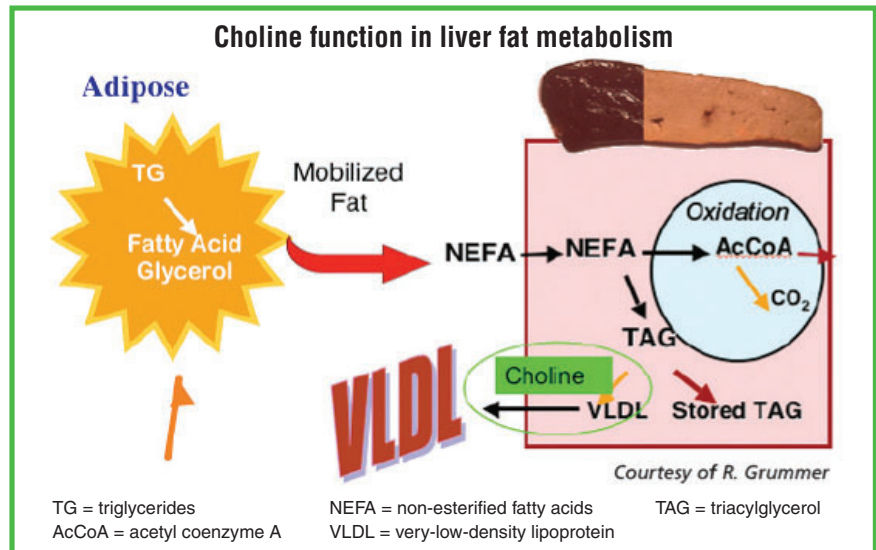 Choline function in liver fat metabolism
Adipose
TG
Fatty Acid
Glycerol
Mobilized
Fat
NEFA
NEFA
Oxidation
AcCoA
CO₂
TAG
Choline
VLDL
VLDL
Stored TAG
Courtesy of R. Grummer
TG = triglycerides
NEFA = non-esterified fatty acids
TAG = triacylglycerol
AcCoA = acetyl coenzyme A
VLDL = very-low-density lipoprotein